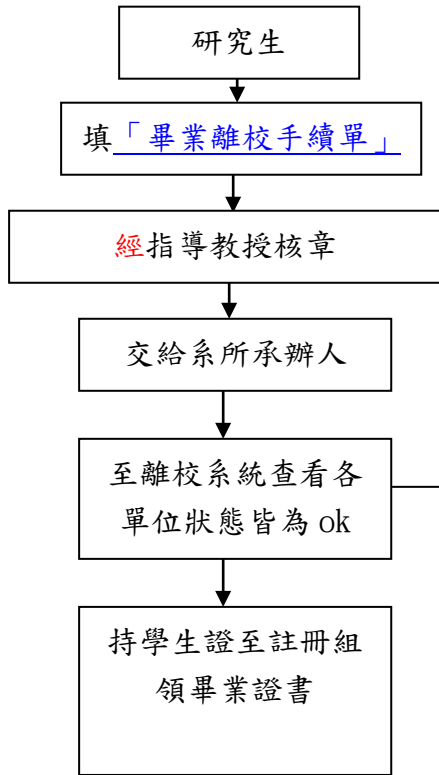 研究生
填「畢業離校手續單」
經指導教授核章
交給系所承辦人
至離校系統查看各
單位狀態皆為 ok
持學生證至註冊組
領畢業證書